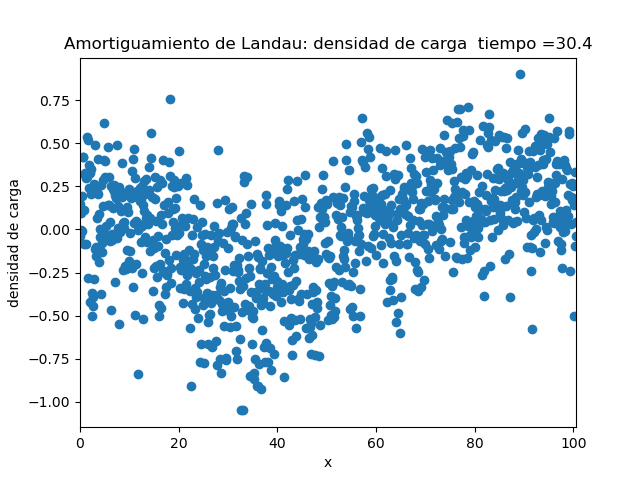 Amortiguamiento de Landau: densidad de carga  tiempo =30.4
0.75
0.50
0.25
0.00
−0.25
−0.50
−0.75
−1.00
densidad de carga
0 20 40 60 80 100
x